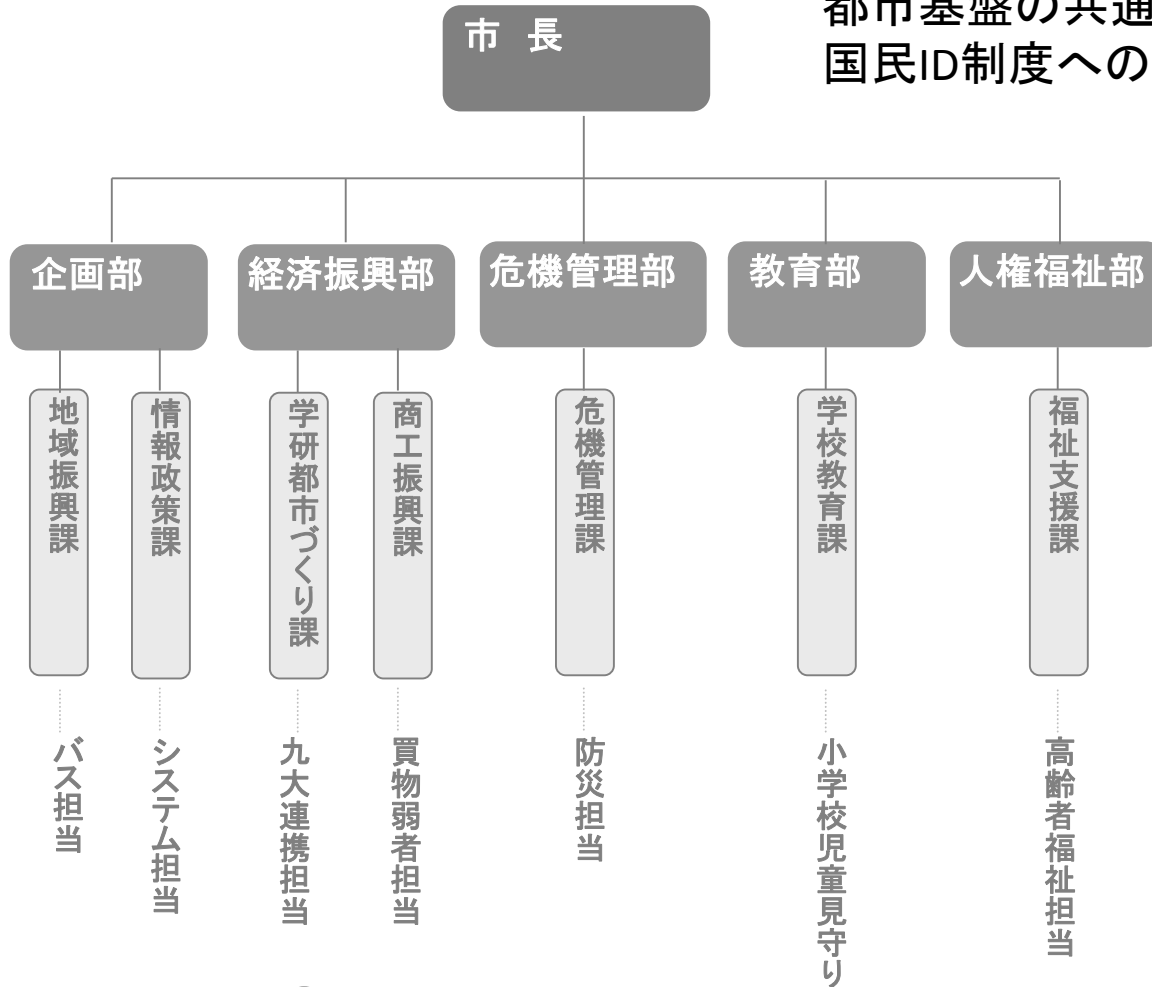 都市基盤の共通
国民ID制度への
市 長
企画部
経済振興部
危機管理部
教育部
人権福祉部
地域振興課
情報政策課
学研都市づくり課
商工振興課
危機管理課
学校教育課
福祉支援課
バス担当
システム担当
九大連携担当
買物弱者担当
防災担当
小学校児童見守り
高齢者福祉担当